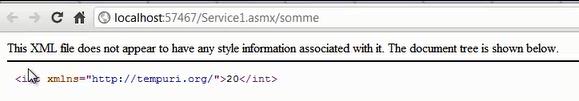 localhost:57467/Service1.asmx/somme
This XML file does not appear to have any style information associated with it. The document tree is shown below.
<int xmlns="http://tempuri.org/">20</int>